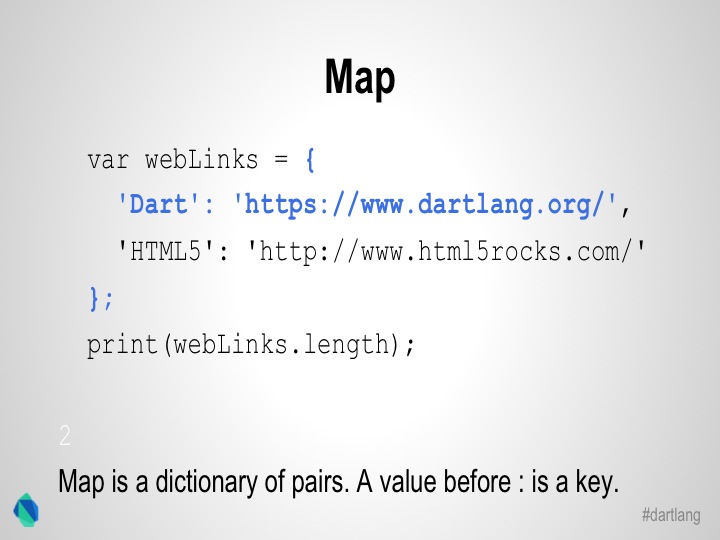 Map
var webLinks = {
'Dart': 'https://www.dartlang.org/',
'HTML5': 'http://www.html5rocks.com/'
};
print(webLinks.length);
2
Map is a dictionary of pairs. A value before : is a key.
#dartlang